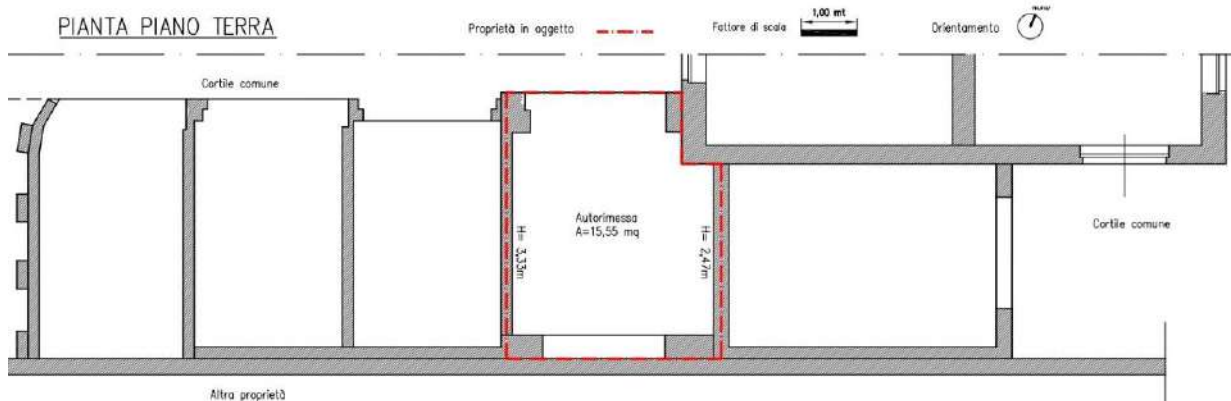 PIANTA PIANO TERRA
Proprietà in oggetto
Fattore di scala
1,00 mt
Orientamento
Cortile comune
Autorimessa
A=15,55 mq
H= 3,33m
H= 2,47m
Cortile comune
Altra proprietà